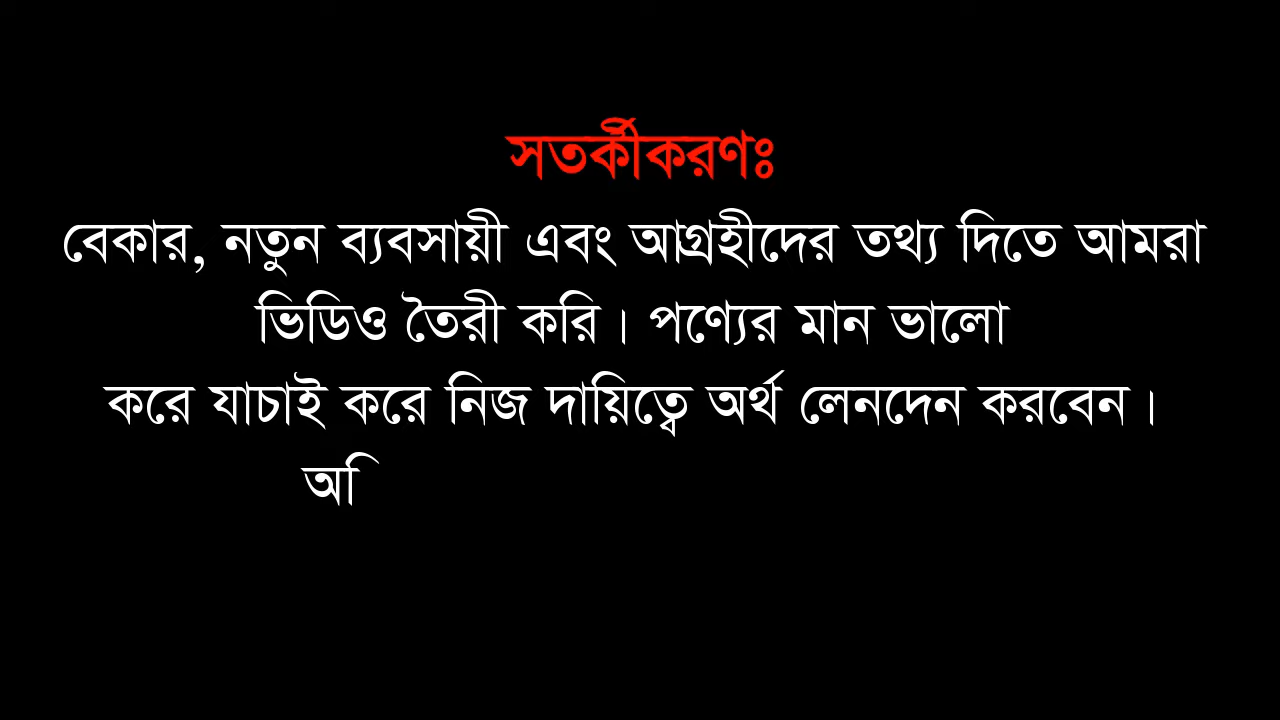 সতর্কীকরণঃ
বেকার, নতুন ব্যবসায়ী এবং আগ্রহীদের তথ্য দিতে আমরা
ভিডিও তৈরী করি। পণ্যের মান ভালো
করে যাচাই করে নিজ দায়িত্বে অর্থ লেনদেন করবেন।
অি